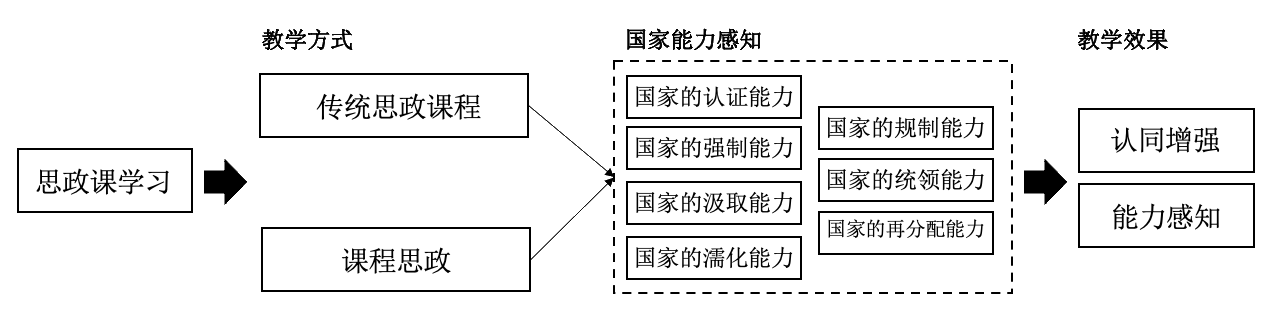 教学方式
国家能力感知
教学效果
思政课学习
传统思政课程
课程思政
国家的认证能力
国家的强制能力
国家的汲取能力
国家的濡化能力
国家的规制能力
国家的统领能力
国家的再分配能力
认同增强
能力感知